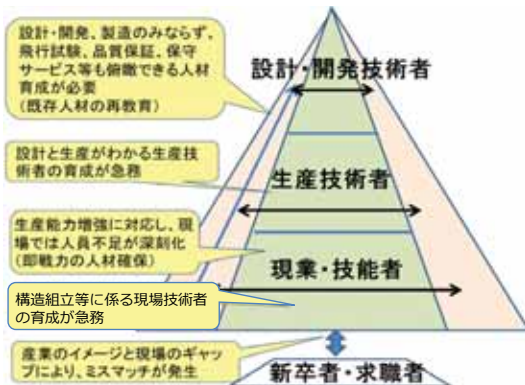 設計・開発、製造のみならず、
飛行試験、品質保証、保守
サービス等も俯瞰できる人材
育成が必要
（既存人材の再教育）
設計・開発技術者
設計と生産がわかる生産技
術者の育成が急務
生産技術者
生産能力増強に対応し、現
場では人員不足が深刻化
（即戦力の人材確保）
現業・技能者
構造組立等に係る現場技術者
の育成が急務
産業のイメージと現場のギャッ
プにより、ミスマッチが発生
新卒者・求職者